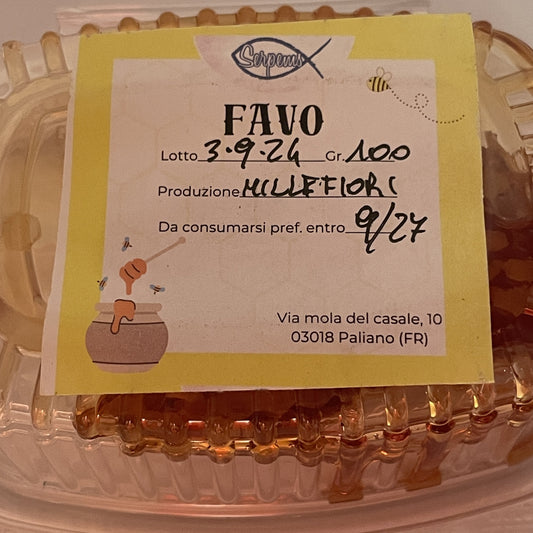 Serpens
FAVO
Lotto 3.9.24 Gr. 100
Produzione MILLEFIORI
Da consumarsi pref. entro 9/27
Via mola del casale, 10
03018 Paliano (FR)